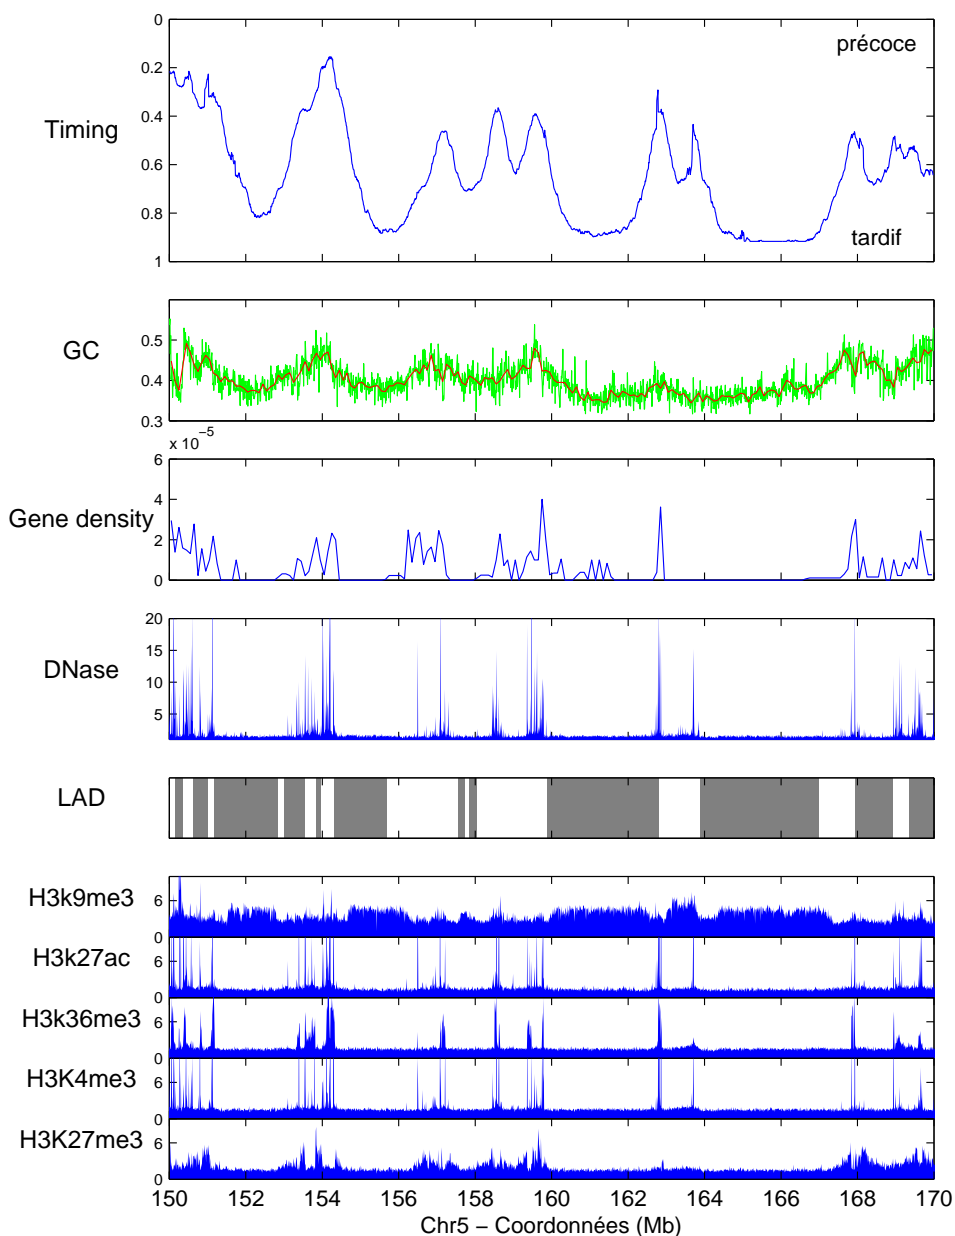 0
précoce
0.2
0.4
Timing
0.6
0.8
tardif
1
GC
0.5
0.4
0.3
x 10−5
6
4
Gene density
2
0
20
15
DNase
10
5
LAD
H3k9me3
6
0
H3k27ac
6
0
H3k36me3
6
0
H3K4me3
6
0
H3K27me3
6
0
150 152 154 156 158 160 162 164 166 168 170
Chr5 − Coordonnées (Mb)